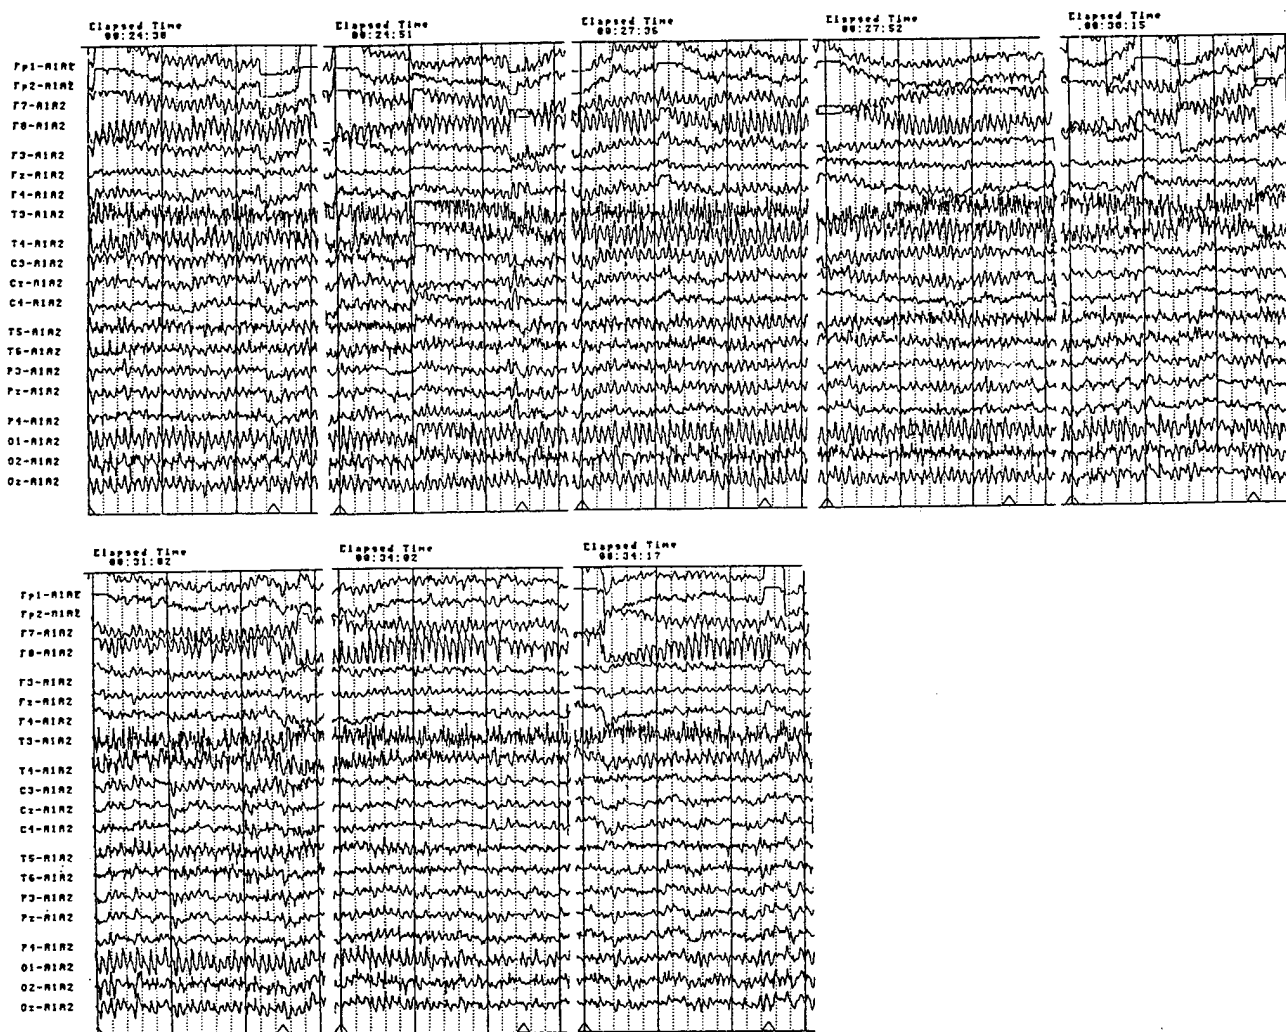 Elapsed Time
00:24:38
Elapsed Time
00:24:51
Elapsed Time
00:27:36
Elapsed Time
00:27:52
Elapsed Time
00:30:15
Fp1-A1A2
Fp2-A1A2
F7-A1A2
F8-A1A2
F3-A1A2
Fz-A1A2
F4-A1A2
T3-A1A2
T4-A1A2
C3-A1A2
Cz-A1A2
C4-A1A2
T5-A1A2
T6-A1A2
P3-A1A2
Pz-A1A2
P4-A1A2
O1-A1A2
O2-A1A2
Oz-A1A2
Elapsed Time
00:31:02
Elapsed Time
00:34:02
Elapsed Time
00:34:17
Fp1-A1A2
Fp2-A1A2
F7-A1A2
F8-A1A2
F3-A1A2
Fz-A1A2
F4-A1A2
T3-A1A2
T4-A1A2
C3-A1A2
Cz-A1A2
C4-A1A2
T5-A1A2
T6-A1A2
P3-A1A2
Pz-A1A2
P4-A1A2
O1-A1A2
O2-A1A2
Oz-A1A2